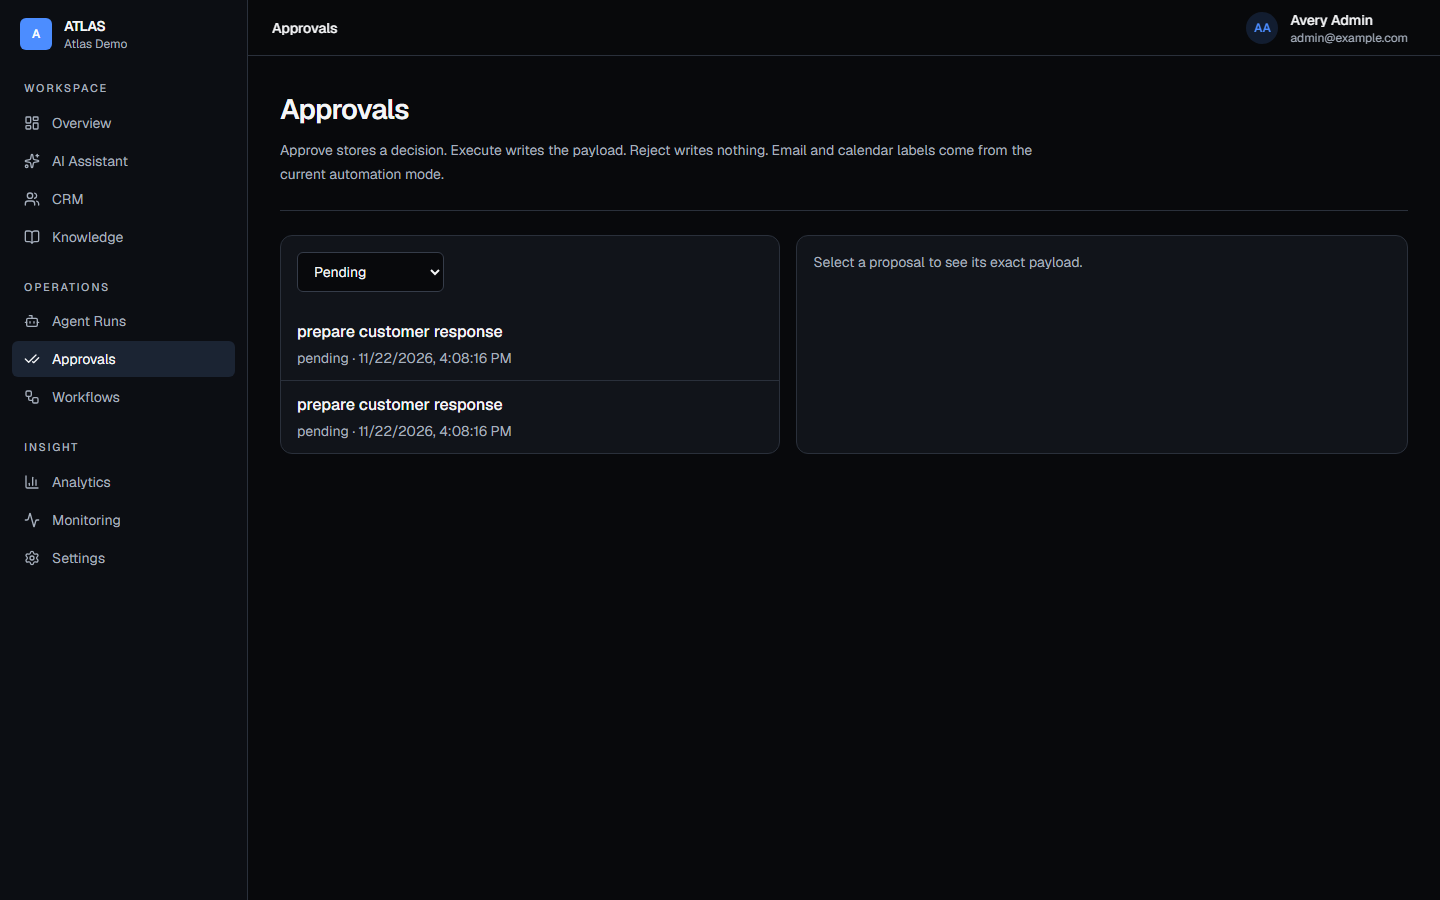 A
ATLAS
Atlas Demo
WORKSPACE
Overview
AI Assistant
CRM
Knowledge
OPERATIONS
Agent Runs
Approvals
Workflows
INSIGHT
Analytics
Monitoring
Settings
Approvals
AA
Avery Admin
admin@example.com
Approvals
Approve stores a decision. Execute writes the payload. Reject writes nothing. Email and calendar labels come from the
current automation mode.
Pending
prepare customer response
pending · 11/22/2026, 4:08:16 PM
prepare customer response
pending · 11/22/2026, 4:08:16 PM
Select a proposal to see its exact payload.